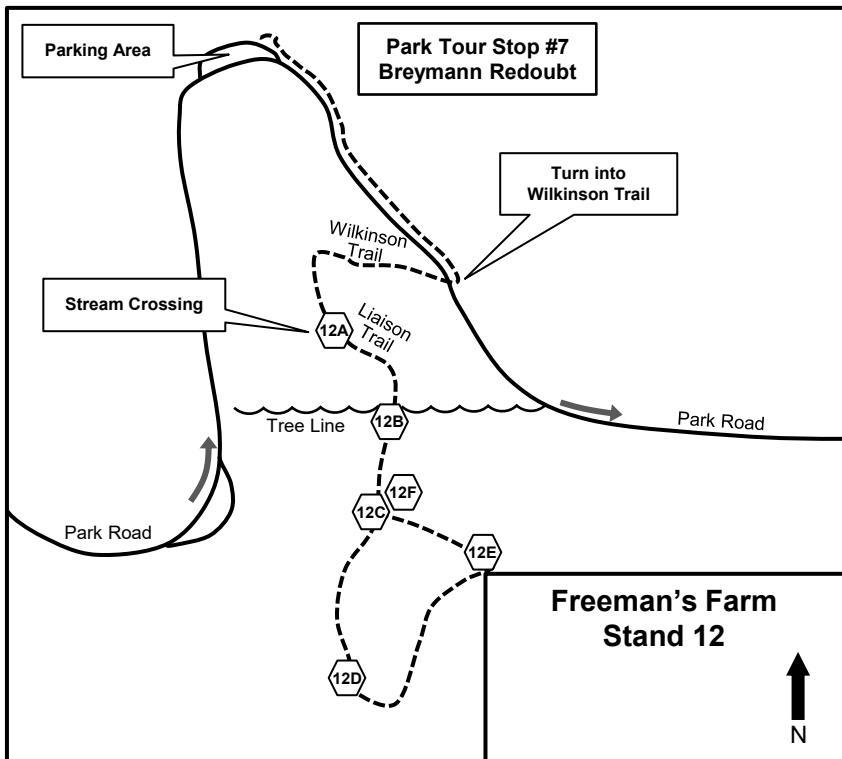 Parking Area
Park Tour Stop #7
Breymann Redoubt
Turn into
Wilkinson Trail
Wilkinson
Trail
Stream Crossing
12A
Liaison
Trail
Tree Line
12B
Park Road
12F
12C
Park Road
12E
Freeman’s Farm
Stand 12
12D
N